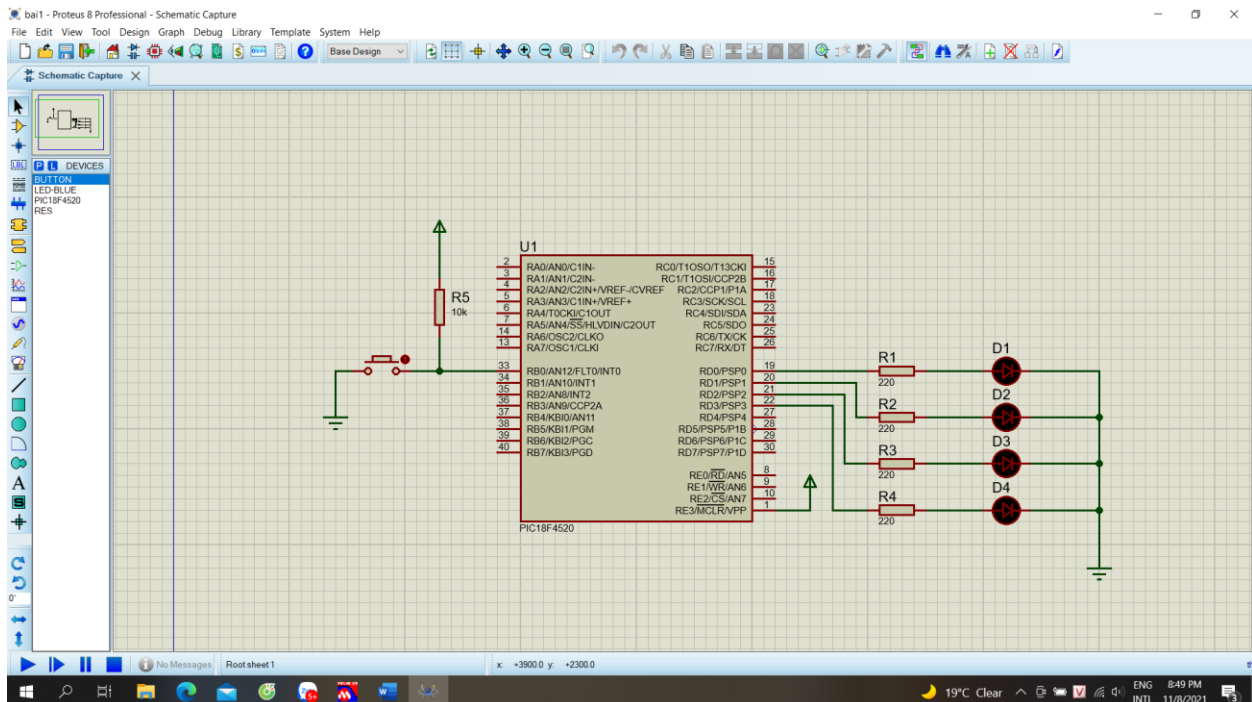 bai1 - Proteus 8 Professional - Schematic Capture
File Edit View Tool Design Graph Debug Library Template System Help
Base Design
Schematic Capture
P L DEVICES
BUTTON
LED-BLUE
PIC18F4520
RES
U1
2 RA0/AN0/C1IN- RC0/T1OSO/T13CKI 15
3 RA1/AN1/C2IN- RC1/T1OSI/CCP2B 16
4 RA2/AN2/C2IN+/VREF-/CVREF RC2/CCP1/P1A 17
5 RA3/AN3/C1IN+/VREF+ RC3/SCK/SCL 18
6 RA4/T0CKI/C1OUT RC4/SDI/SDA 23
7 RA5/AN4/SS/HLVDIN/C2OUT RC5/SDO 24
14 RA6/OSC2/CLKO RC6/TX/CK 25
13 RA7/OSC1/CLKI RC7/RX/DT 26
R5
10k
33 RB0/AN12/FLT0/INT0 RD0/PSP0 19
34 RB1/AN10/INT1 RD1/PSP1 20
35 RB2/AN8/INT2 RD2/PSP2 21
36 RB3/AN9/CCP2A RD3/PSP3 22
37 RB4/KBI0/AN11 RD4/PSP4 27
38 RB5/KBI1/PGM RD5/PSP5/P1B 28
39 RB6/KBI2/PGC RD6/PSP6/P1C 29
40 RB7/KBI3/PGD RD7/PSP7/P1D 30
RE0/RD/AN5 8
RE1/WR/AN6 9
RE2/CS/AN7 10
RE3/MCLR/VPP 1
PIC18F4520
R1
220
D1
R2
220
D2
R3
220
D3
R4
220
D4
0°
No Messages Root sheet 1 x: +3900.0 y: +2300.0
19°C Clear ENG 8:49 PM
INTL 11/8/2021